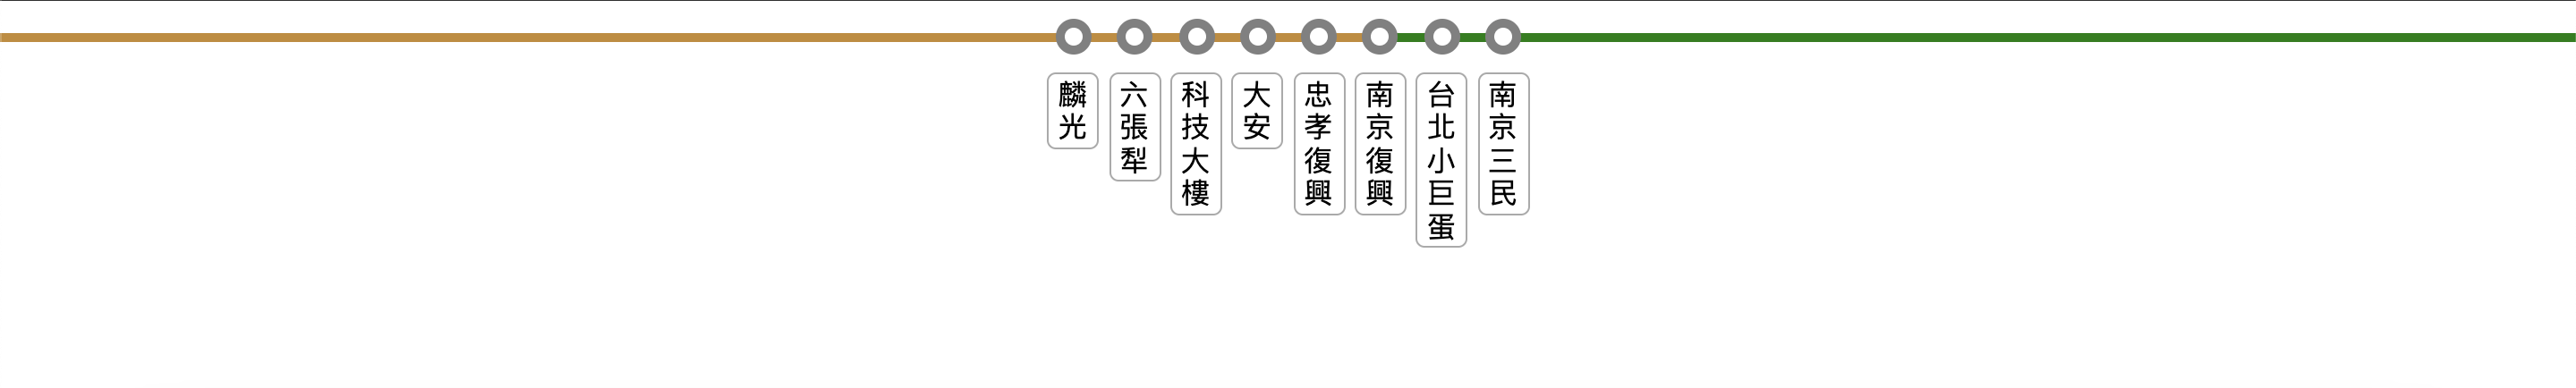 麟光
六張犁
科技大樓
大安
忠孝復興
南京復興
台北小巨蛋
南京三民